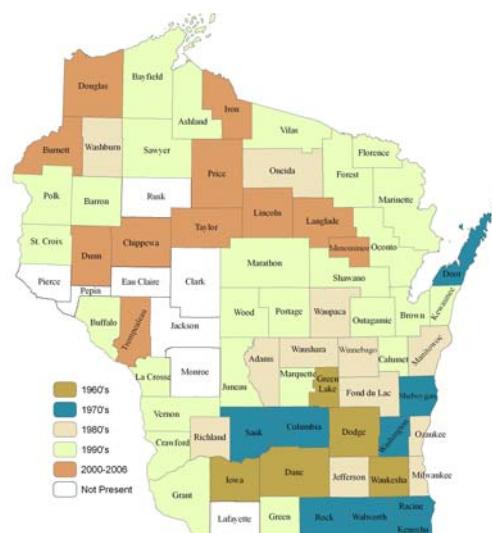 Douglas
Bayfield
Iron
Ashland
Vilas
Burnett
Washburn
Sawyer
Florence
Oneida
Forest
Price
Marinette
Polk
Barron
Rusk
Lincoln
Langlade
Taylor
Oconto
Menominee
St. Croix
Chippewa
Dunn
Door
Marathon
Clark
Shawano
Pierce
Eau Claire
Pepin
Kewaunee
Buffalo
Trempealeau
Wood
Portage
Waupaca
Brown
Outagamie
Jackson
Manitowoc
Waushara
Winnebago
Adams
Calumet
Monroe
La Crosse
Juneau
Marquette
Green
Lake
Fond du Lac
Sheboygan
Vernon
Richland
Sauk
Columbia
Dodge
Washington
Ozaukee
Crawford
Iowa
Dane
Jefferson
Waukesha
Milwaukee
Grant
Lafayette
Green
Rock
Walworth
Racine
Kenosha
1960's
1970's
1980's
1990's
2000-2006
Not Present